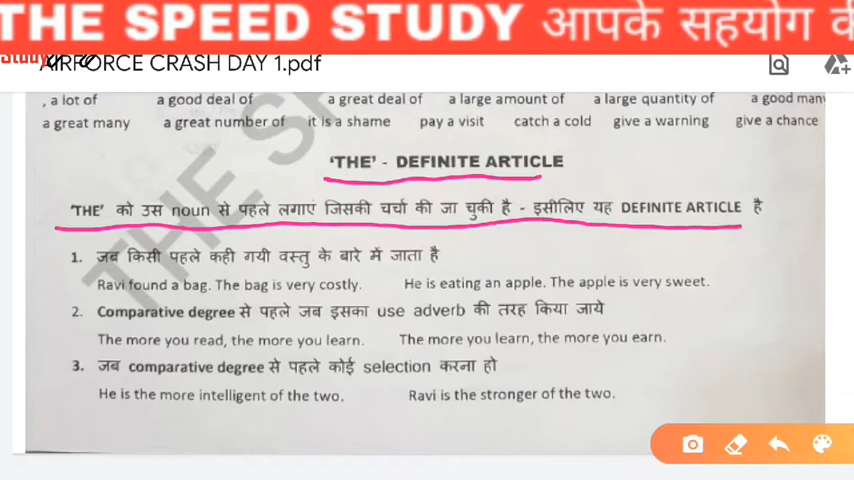 THE SPEED STUDY आपके सहयोग
Study
AIRFORCE CRASH DAY 1.pdf
, a lot of a good deal of a great deal of a large amount of a large quantity of a good many
a great many a great number of it is a shame pay a visit catch a cold give a warning give a chance
'THE' - DEFINITE ARTICLE
'THE' को उस noun से पहले लगाएं जिसकी चर्चा की जा चुकी है - इसीलिए यह DEFINITE ARTICLE है
1. जब किसी पहले कही गयी वस्तु के बारे में जाता है
Ravi found a bag. The bag is very costly. He is eating an apple. The apple is very sweet.
2. Comparative degree से पहले जब इसका use adverb की तरह किया जाये
The more you read, the more you learn. The more you learn, the more you earn.
3. जब comparative degree से पहले कोई selection करना हो
He is the more intelligent of the two. Ravi is the stronger of the two.
THE SP